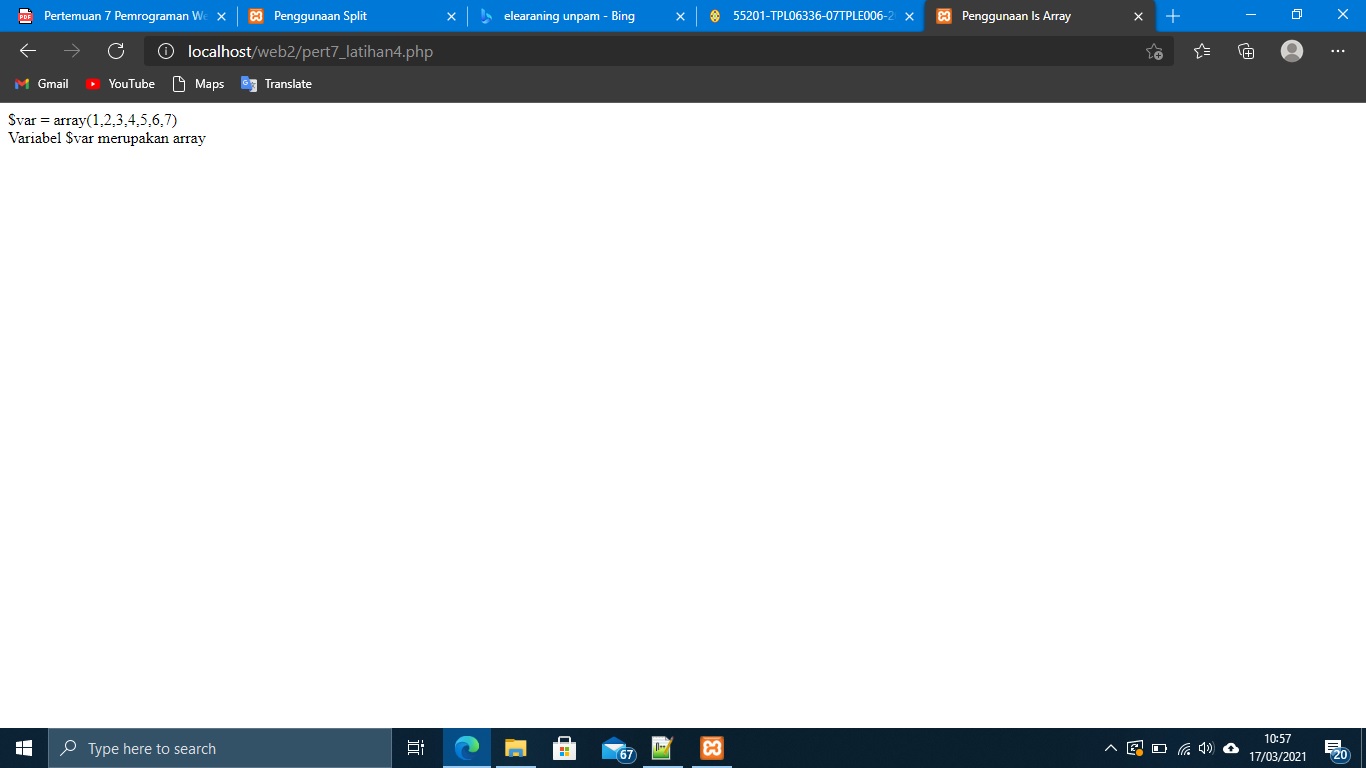 Pertemuan 7 Pemrograman We
Penggunaan Split
elearaning unpam - Bing
55201-TPL06336-07TPLE006-2
Penggunaan Is Array
localhost/web2/pert7_latihan4.php
Gmail
YouTube
Maps
Translate
$var = array(1,2,3,4,5,6,7)
Variabel $var merupakan array
Type here to search
67
10:57
17/03/2021
20